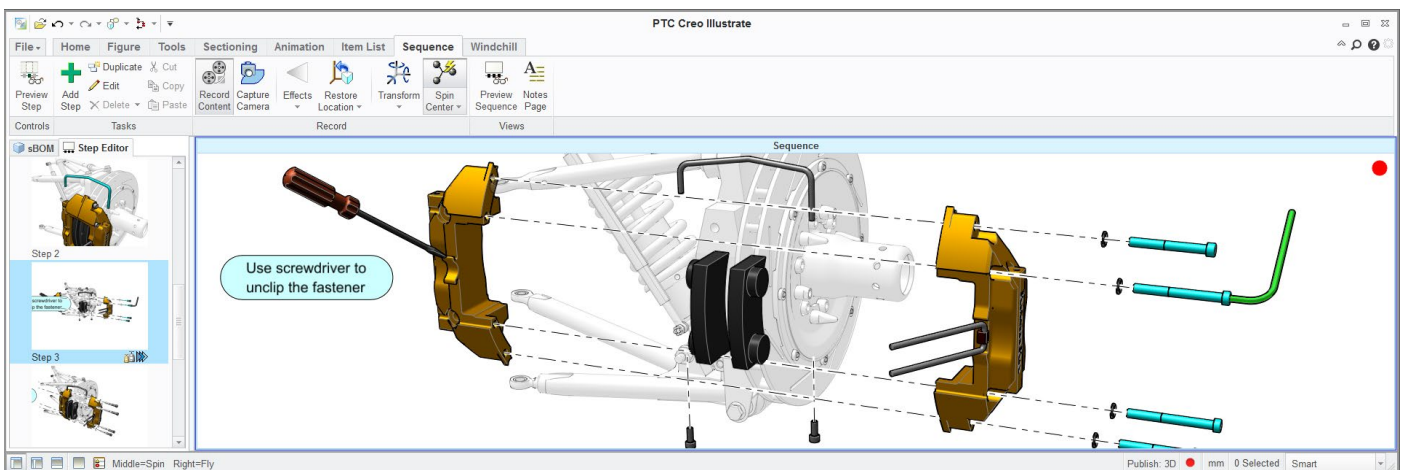 PTC Creo Illustrate
File Home Figure Tools Sectioning Animation Item List Sequence Windchill
Preview Step
Add Step
Duplicate
Edit
Delete
Cut
Copy
Paste
Record Content
Capture Camera
Effects
Restore Location
Transform
Spin Center
Preview Sequence
Notes Page
Controls Tasks Record Views
sBOM Step Editor
Sequence
Step 2
Step 3
Use screwdriver to
unclip the fastener
Middle=Spin Right=Fly
Publish: 3D mm 0 Selected Smart